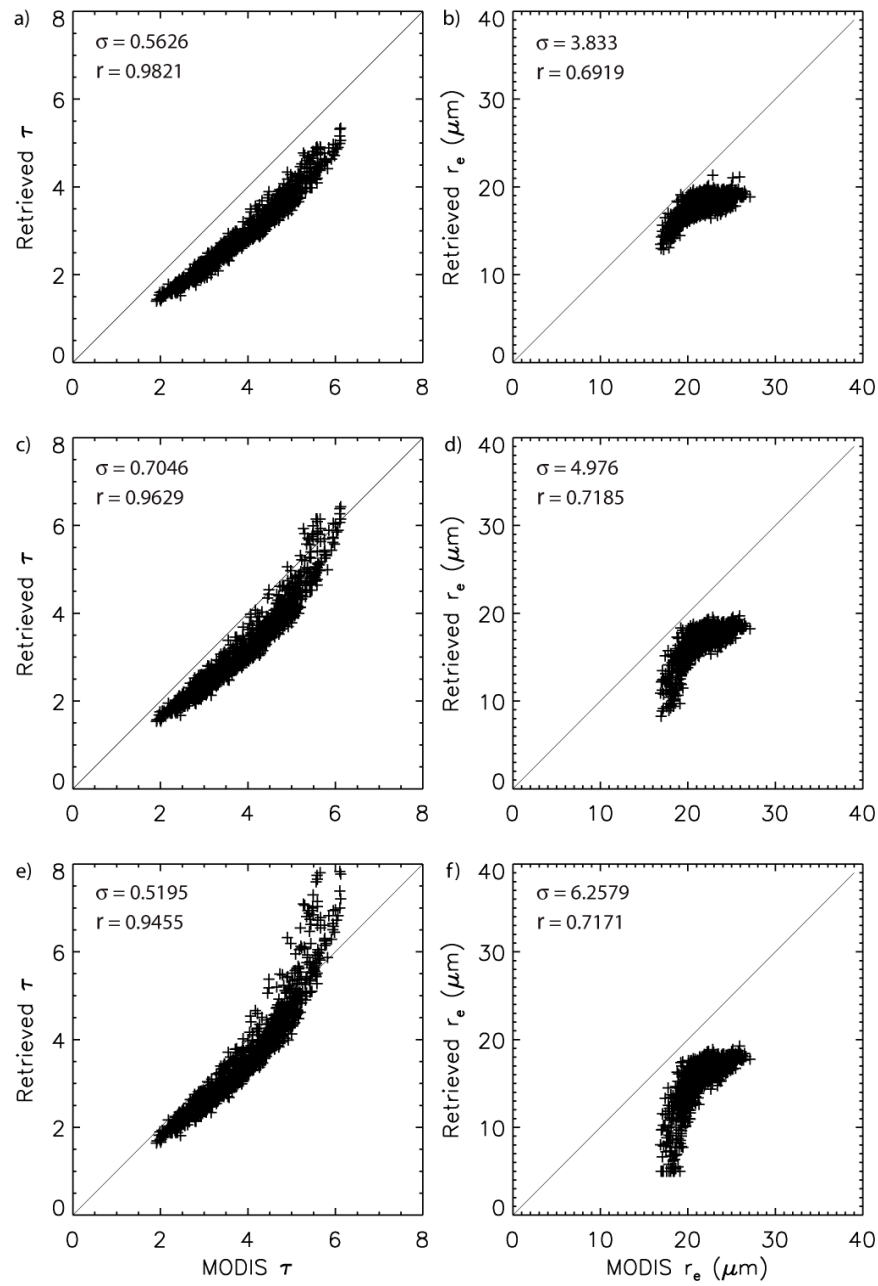 a)
σ = 0.5626
r = 0.9821
Retrieved τ
8
6
4
2
0
0 2 4 6 8
b)
σ = 3.833
r = 0.6919
Retrieved rₑ (μm)
40
30
20
10
0
0 10 20 30 40
c)
σ = 0.7046
r = 0.9629
Retrieved τ
8
6
4
2
0
0 2 4 6 8
d)
σ = 4.976
r = 0.7185
Retrieved rₑ (μm)
40
30
20
10
0
0 10 20 30 40
e)
σ = 0.5195
r = 0.9455
Retrieved τ
8
6
4
2
0
0 2 4 6 8
MODIS τ
f)
σ = 6.2579
r = 0.7171
Retrieved rₑ (μm)
40
30
20
10
0
0 10 20 30 40
MODIS rₑ (μm)